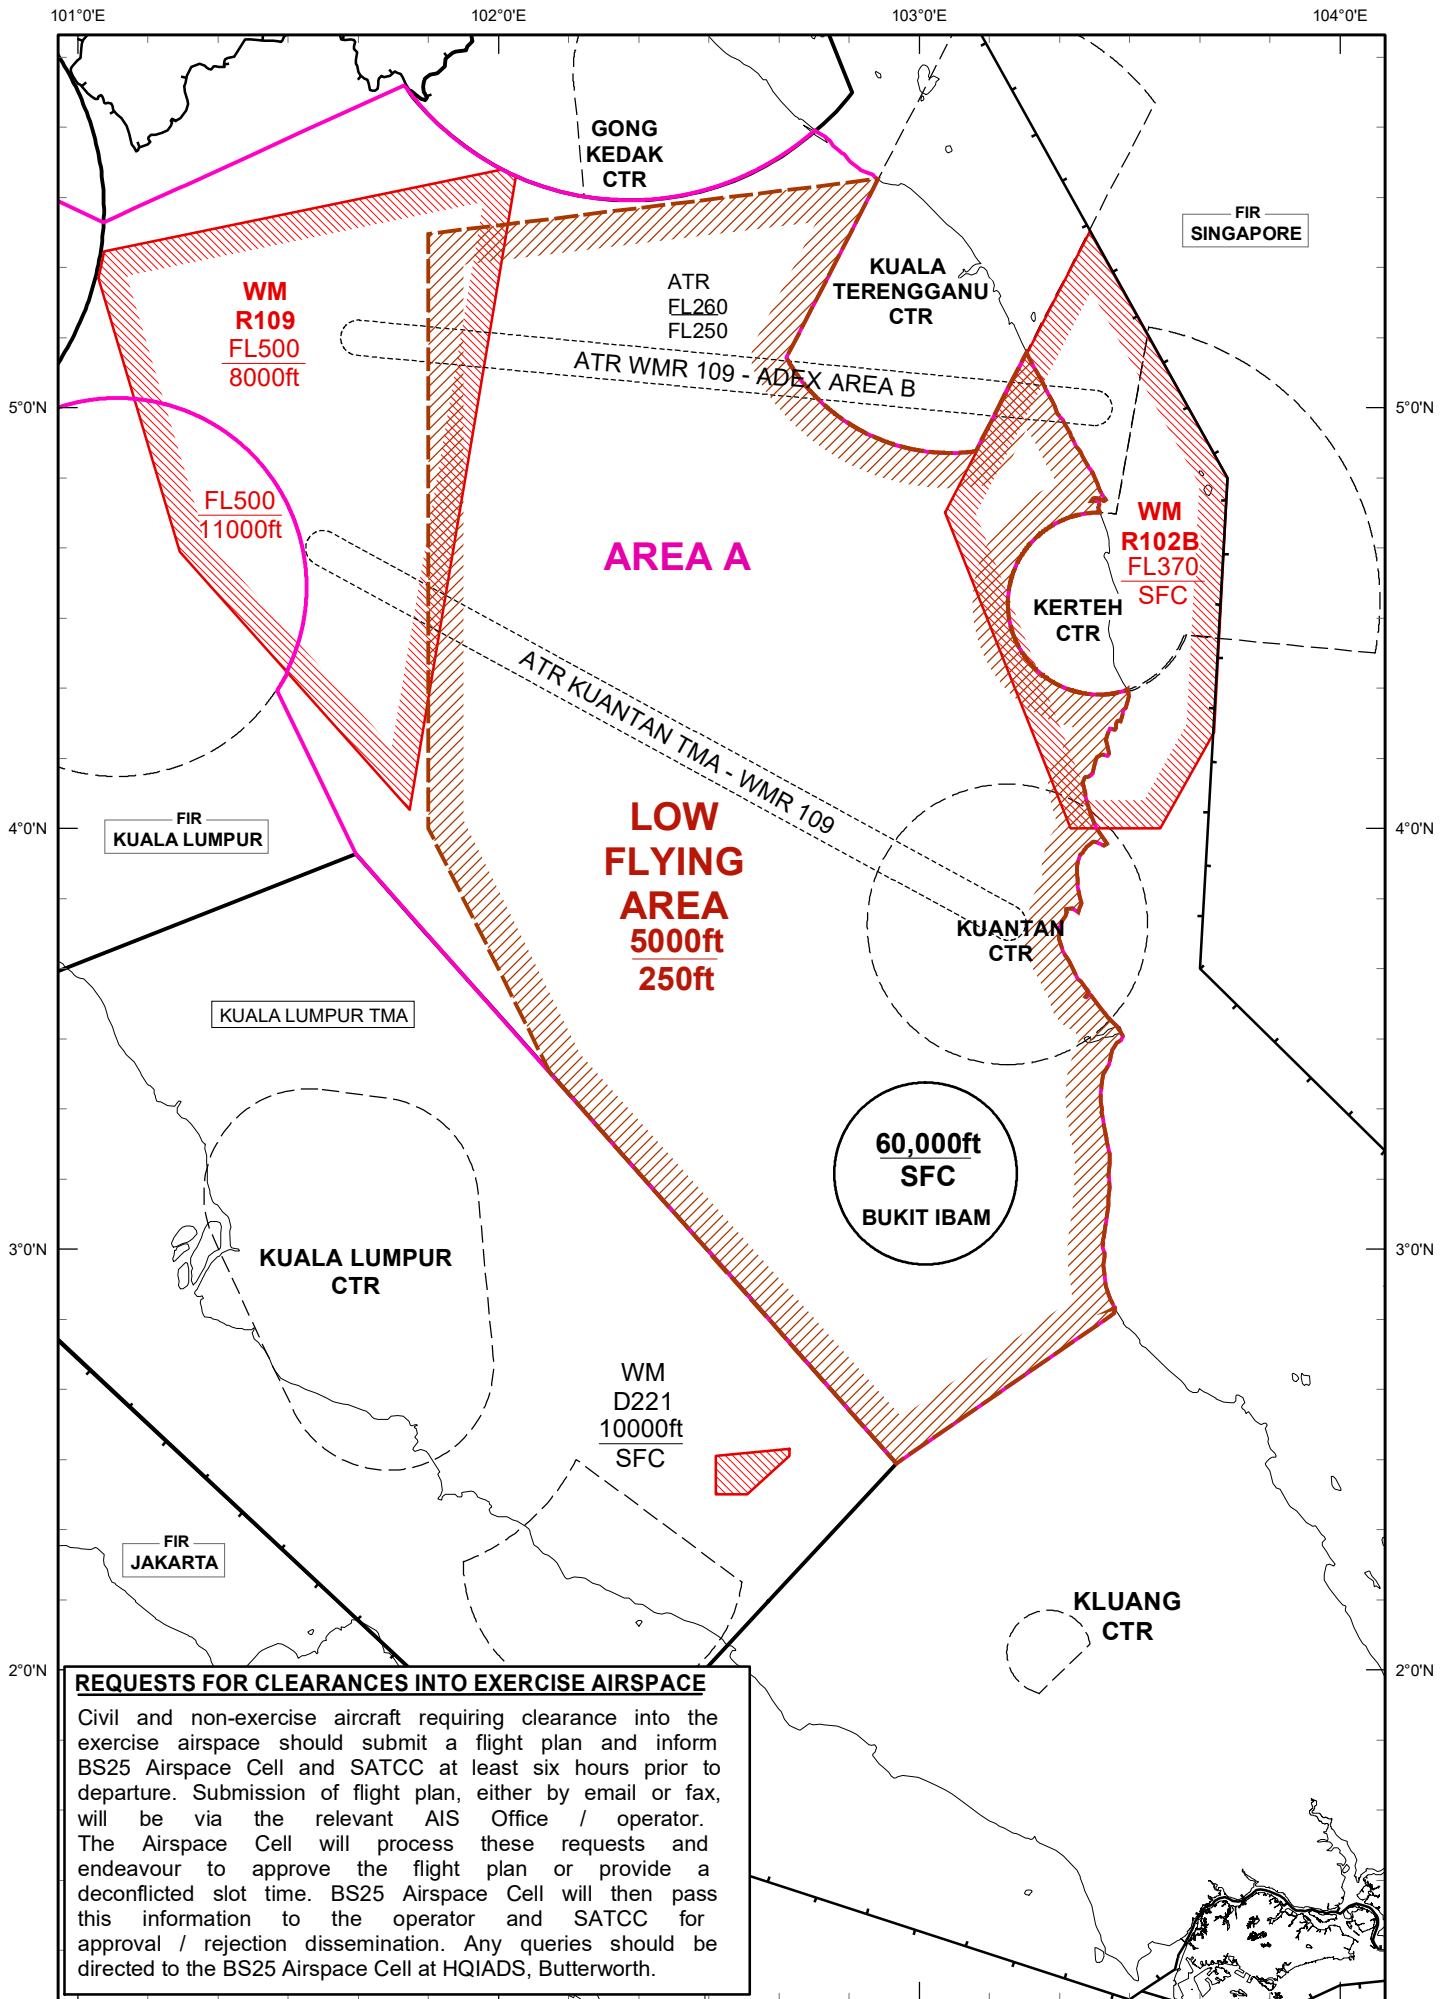 101°0'E
102°0'E
103°0'E
104°0'E
GONG
KEDAK
CTR
FIR
SINGAPORE
KUALA
TERENGGANU
CTR
WM
R109
FL500
8000ft
ATR
FL260
FL250
ATR WMR 109 - ADEX AREA B
5°0'N
5°0'N
FL500
11000ft
AREA A
WM
R102B
FL370
SFC
KERTEH
CTR
ATR KUANTAN TMA - WMR 109
FIR
KUALA LUMPUR
4°0'N
4°0'N
LOW
FLYING
AREA
5000ft
250ft
KUANTAN
CTR
KUALA LUMPUR TMA
60,000ft
SFC
BUKIT IBAM
3°0'N
3°0'N
KUALA LUMPUR
CTR
WM
D221
10000ft
SFC
FIR
JAKARTA
KLUANG
CTR
2°0'N
2°0'N
REQUESTS FOR CLEARANCES INTO EXERCISE AIRSPACE
Civil and non-exercise aircraft requiring clearance into the
exercise airspace should submit a flight plan and inform
BS25 Airspace Cell and SATCC at least six hours prior to
departure. Submission of flight plan, either by email or fax,
will be via the relevant AIS Office / operator.
The Airspace Cell will process these requests and
endeavour to approve the flight plan or provide a
deconflicted slot time. BS25 Airspace Cell will then pass
this information to the operator and SATCC for
approval / rejection dissemination. Any queries should be
directed to the BS25 Airspace Cell at HQIADS, Butterworth.